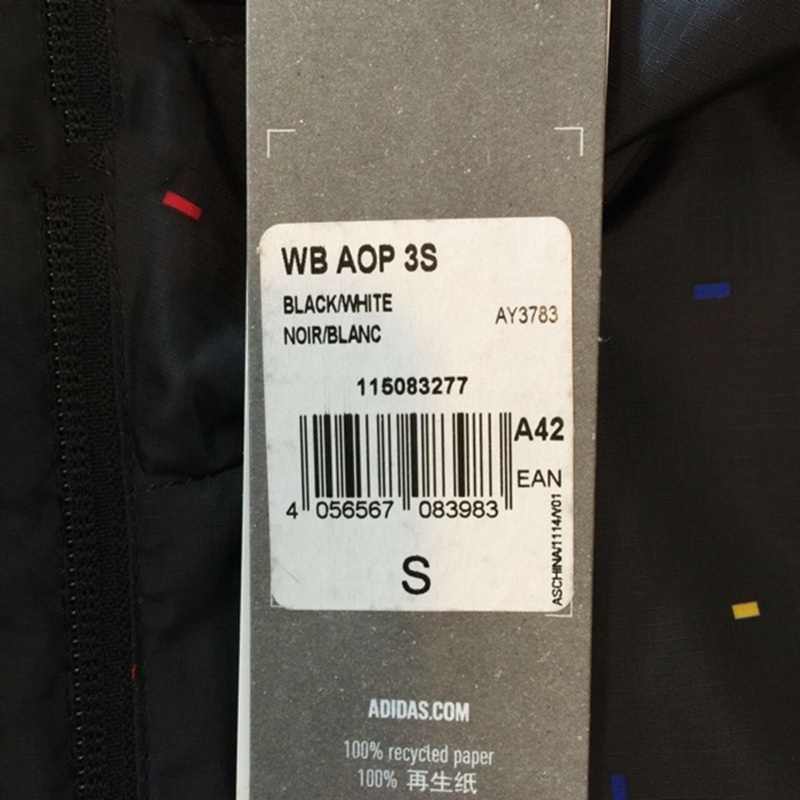 WB AOP 3S
BLACK/WHITE
NOIR/BLANC
AY3783
115083277
A42
EAN
4 056567 083983
ASCHINA/1114/V01
S
ADIDAS.COM
100% recycled paper
100% 再生纸